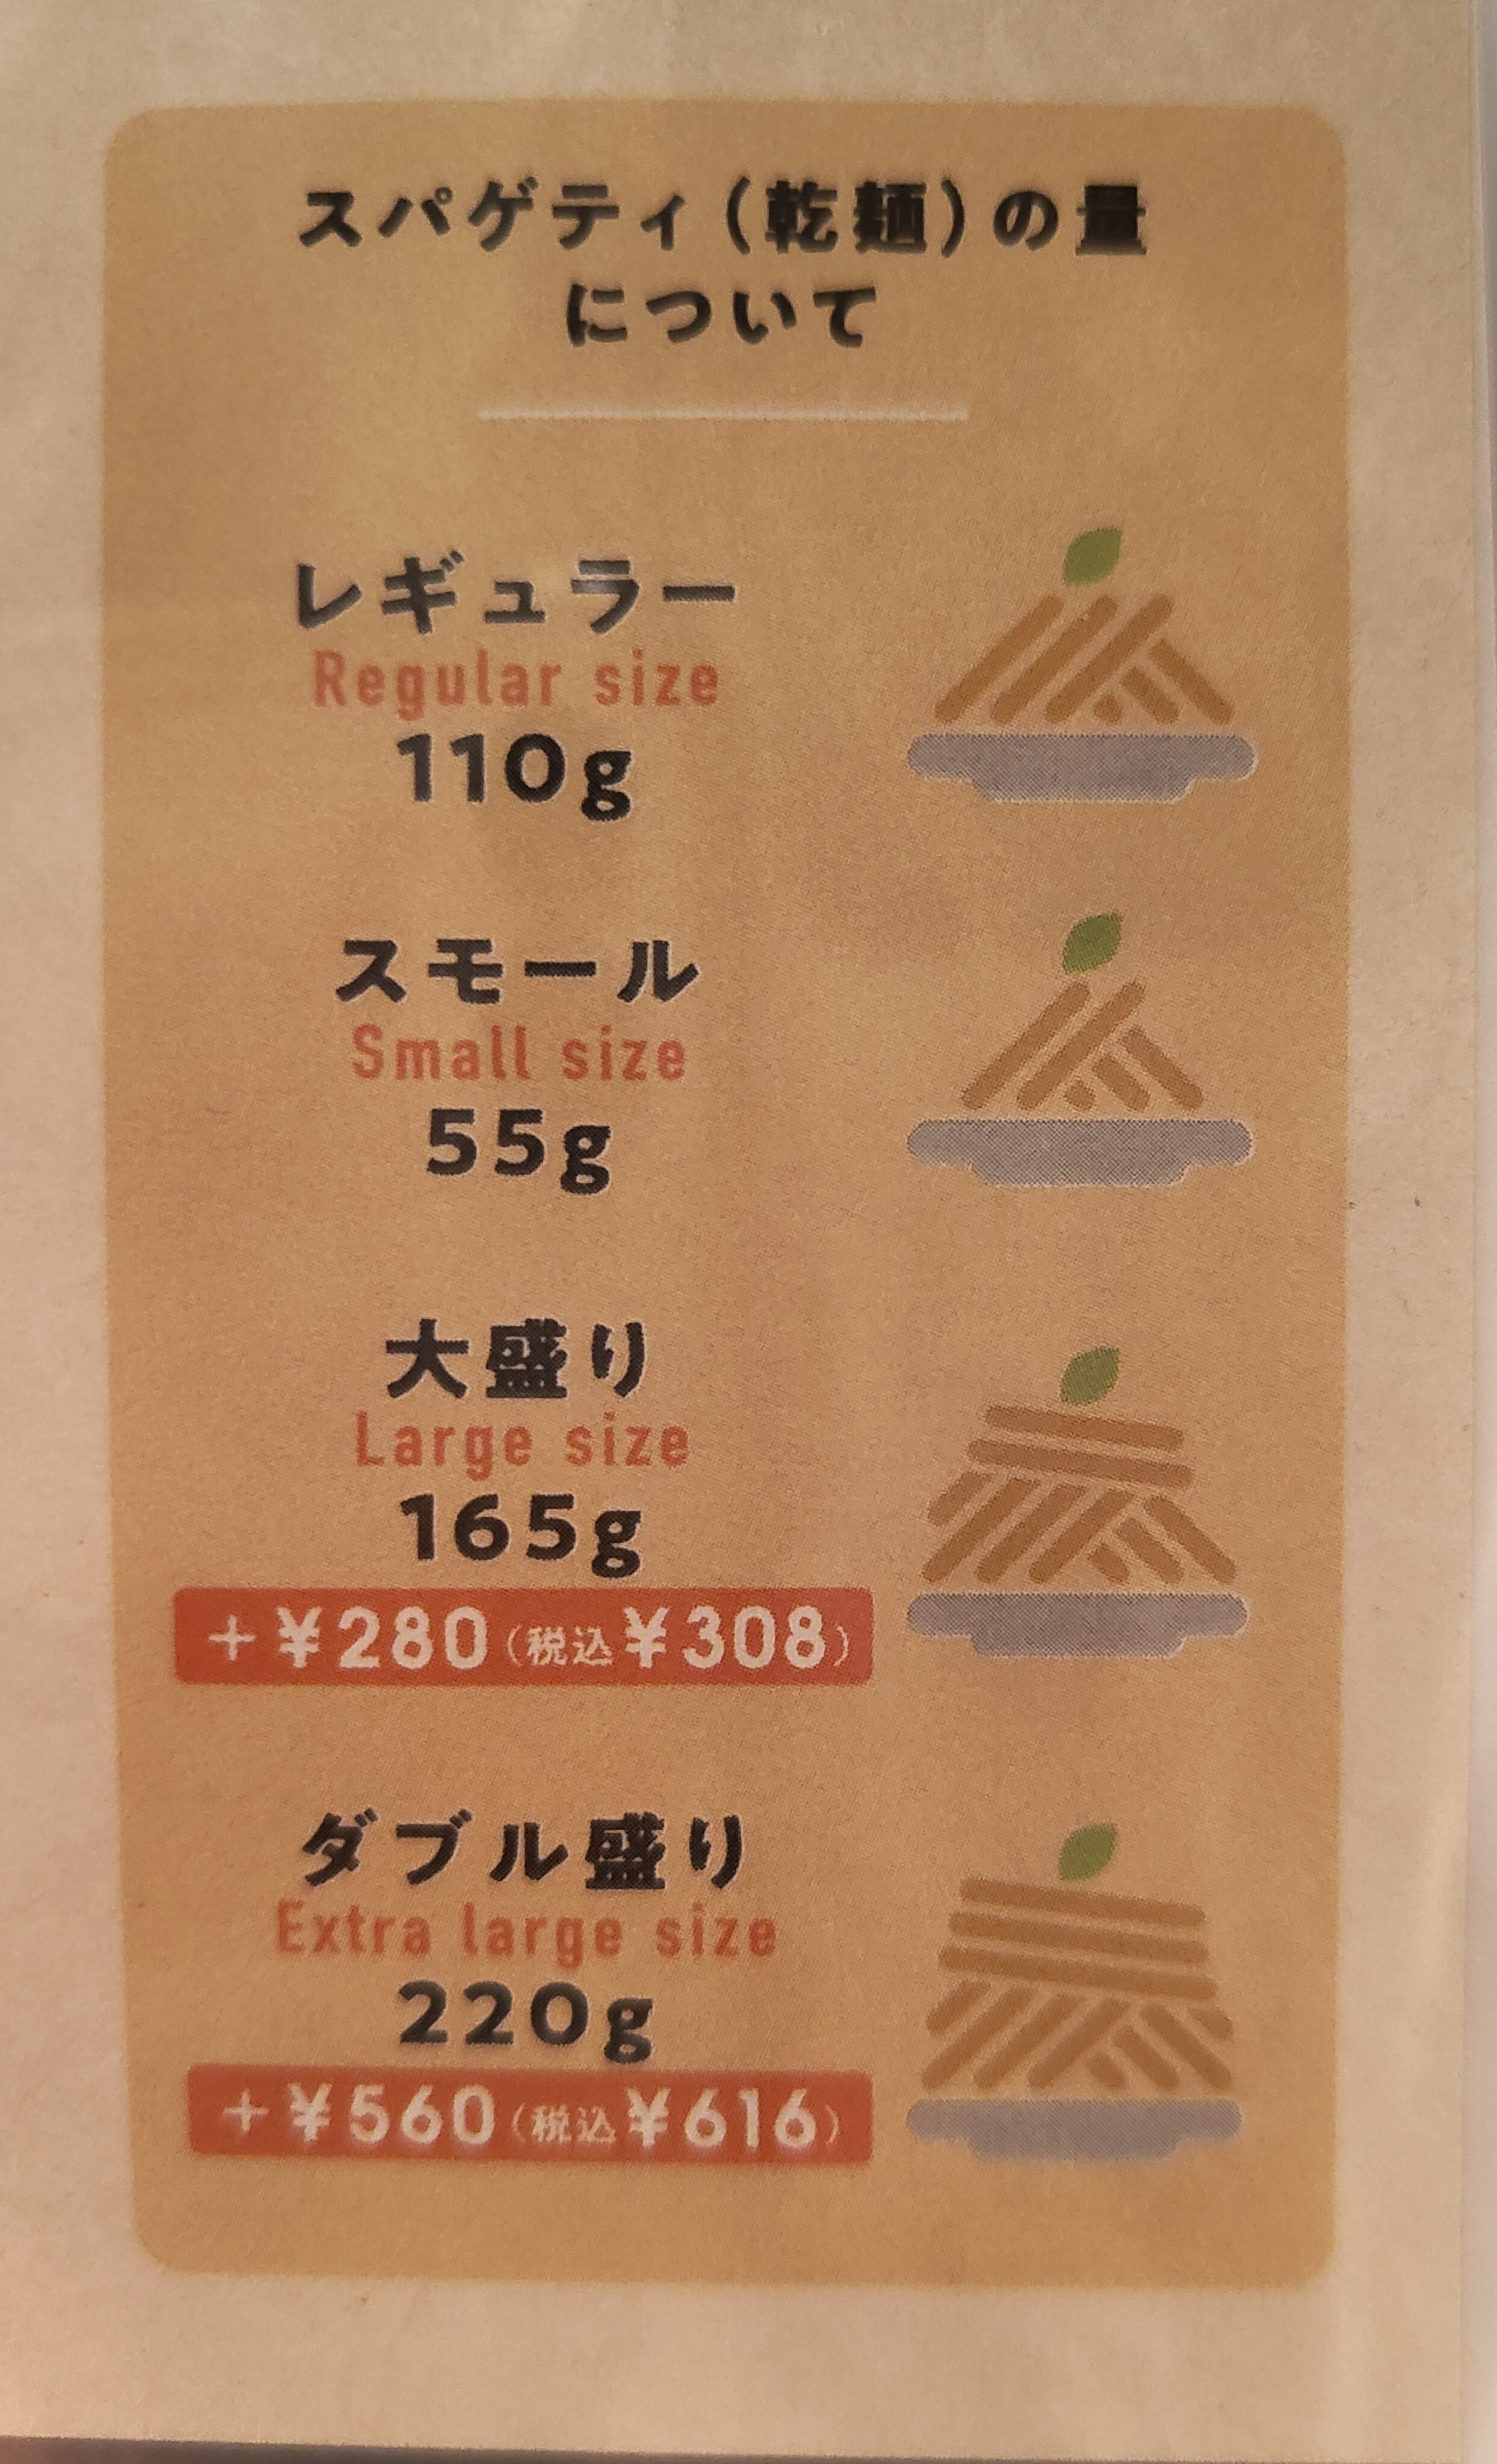 スパゲティ(乾麺)の量
について
レギュラー
Regular size
110g
スモール
Small size
55g
大盛り
Large size
165g
+¥280(税込¥308)
ダブル盛り
Extra large size
220g
+¥560(税込¥616)